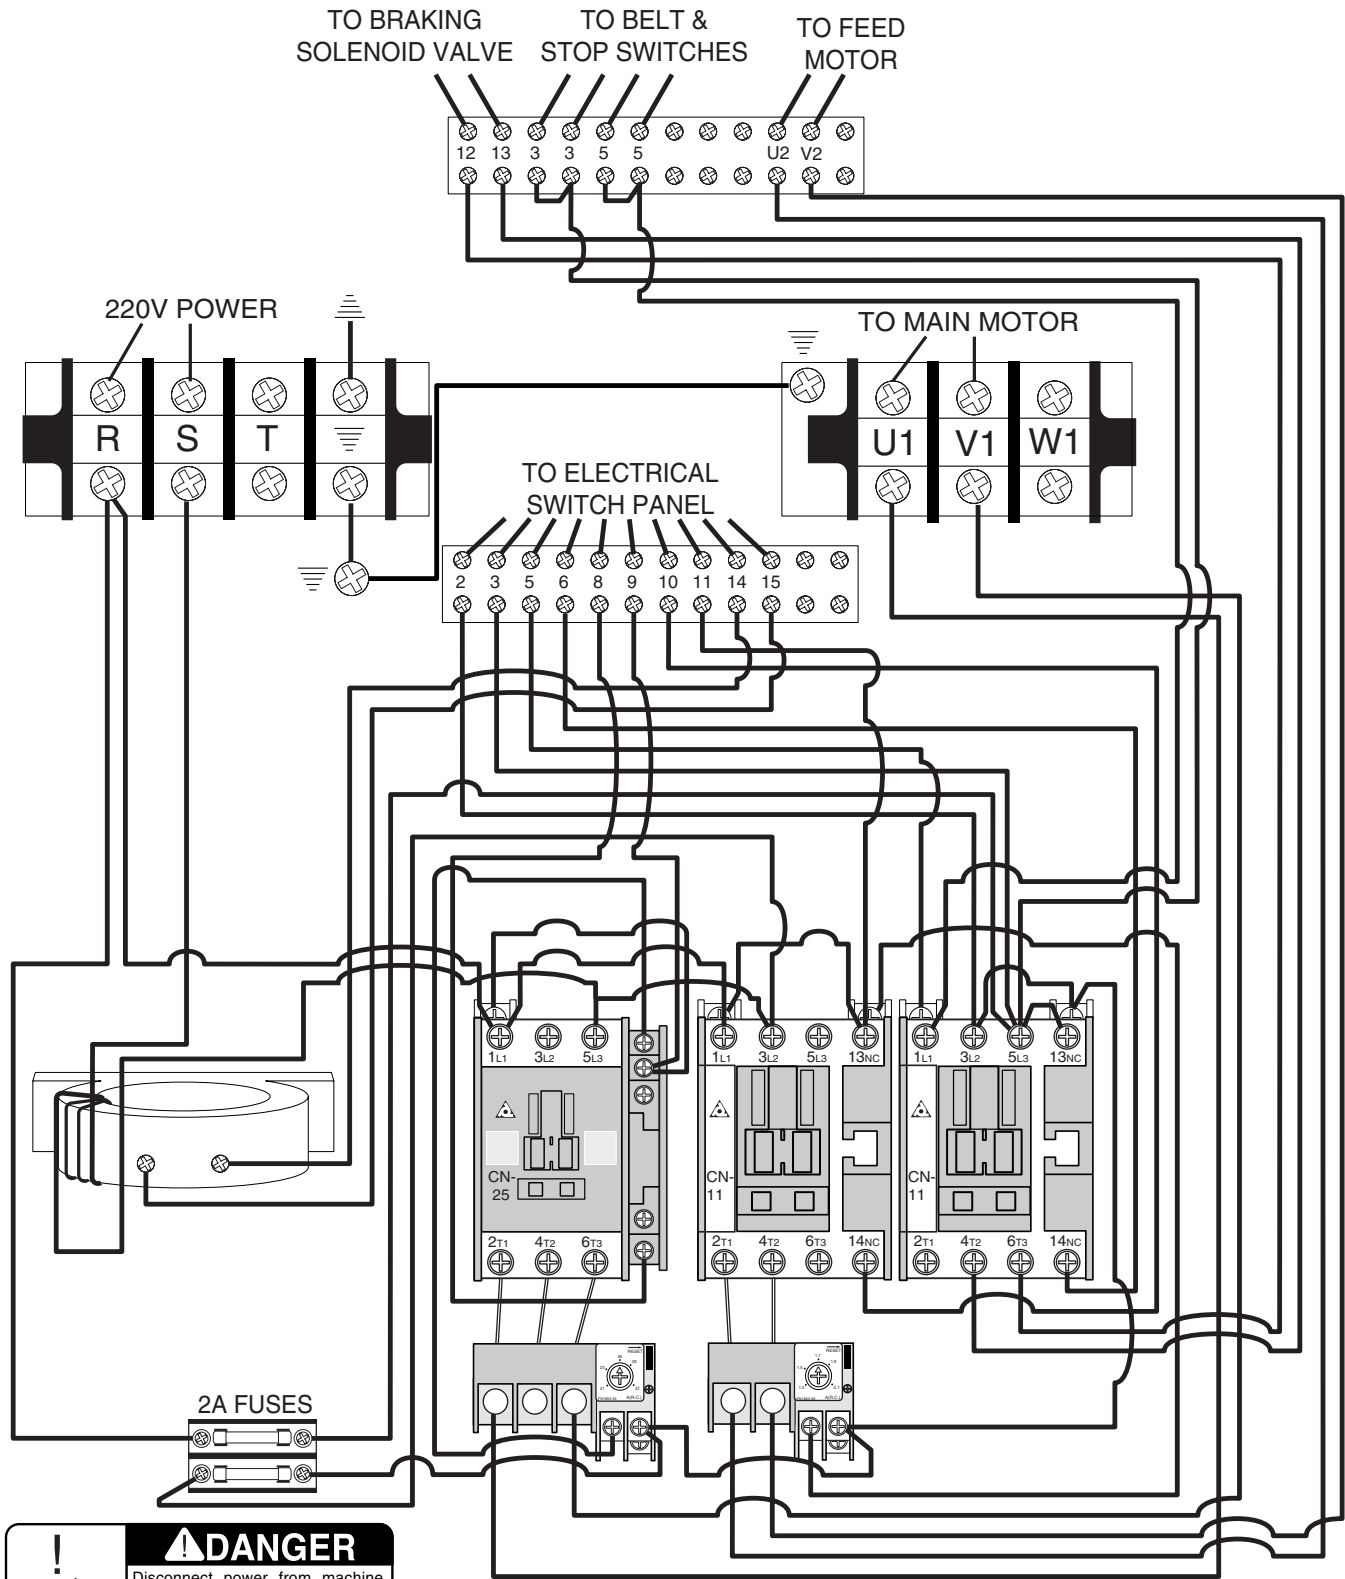 TO BRAKING
SOLENOID VALVE
TO BELT &
STOP SWITCHES
TO FEED
MOTOR
12 13 3 3 5 5 U2 V2
220V POWER
TO MAIN MOTOR
R S T
U1 V1 W1
TO ELECTRICAL
SWITCH PANEL
2 3 5 6 8 9 10 11 14 15
1L1 3L2 5L3
1L1 3L2 5L3 13NC
1L1 3L2 5L3 13NC
CN-
25
CN-
11
CN-
11
2T1 4T2 6T3
2T1 4T2 6T3 14NC
2T1 4T2 6T3 14NC
RESET
RESET
2A FUSES
!
DANGER
Disconnect power from machine